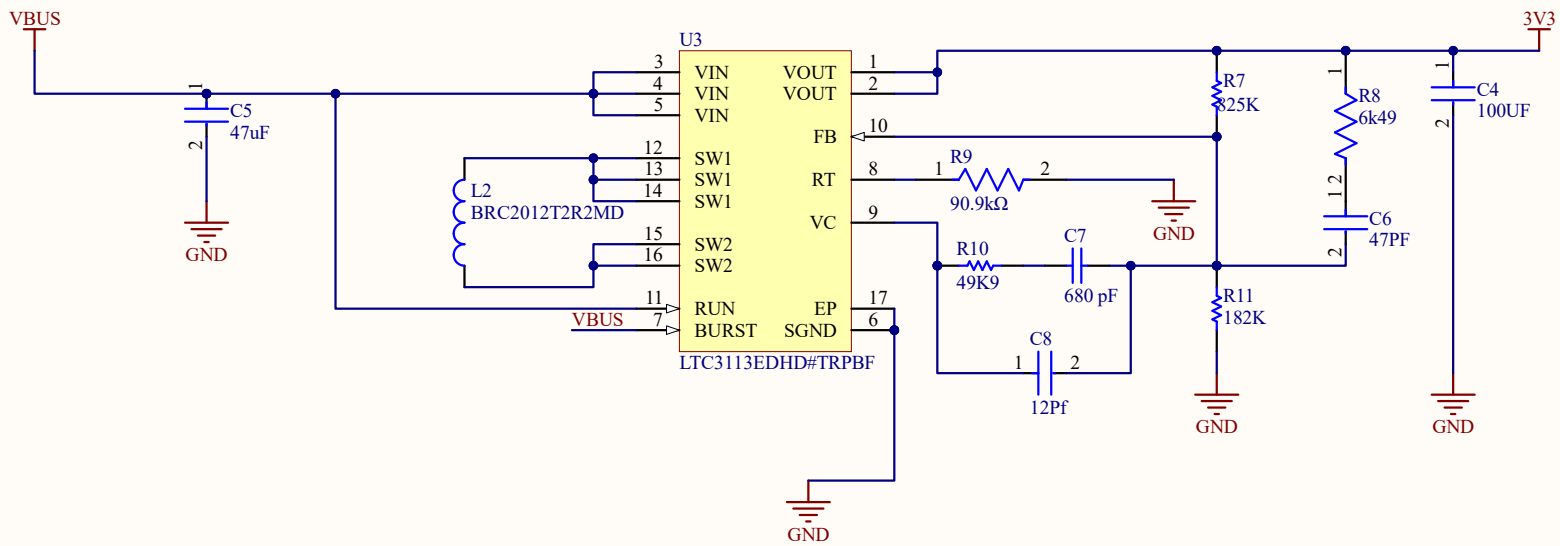 VBUS
3V3
U3
3 VIN VOUT 1
4 VIN VOUT 2
5 VIN
FB 10
12 SW1
13 SW1 RT 8
14 SW1
VC 9
15 SW2
16 SW2
11 RUN EP 17
VBUS 7 BURST SGND 6
LTC3113EDHD#TRPBF
1
C5
47uF
2
GND
L2
BRC2012T2R2MD
R7
825K
1
R8
6k49
2
1
C6
47PF
2
1
C4
100UF
2
GND
1 R9 2
90.9kΩ
GND
R10
49K9
C7
680 pF
C8
1 2
12Pf
R11
182K
GND
GND